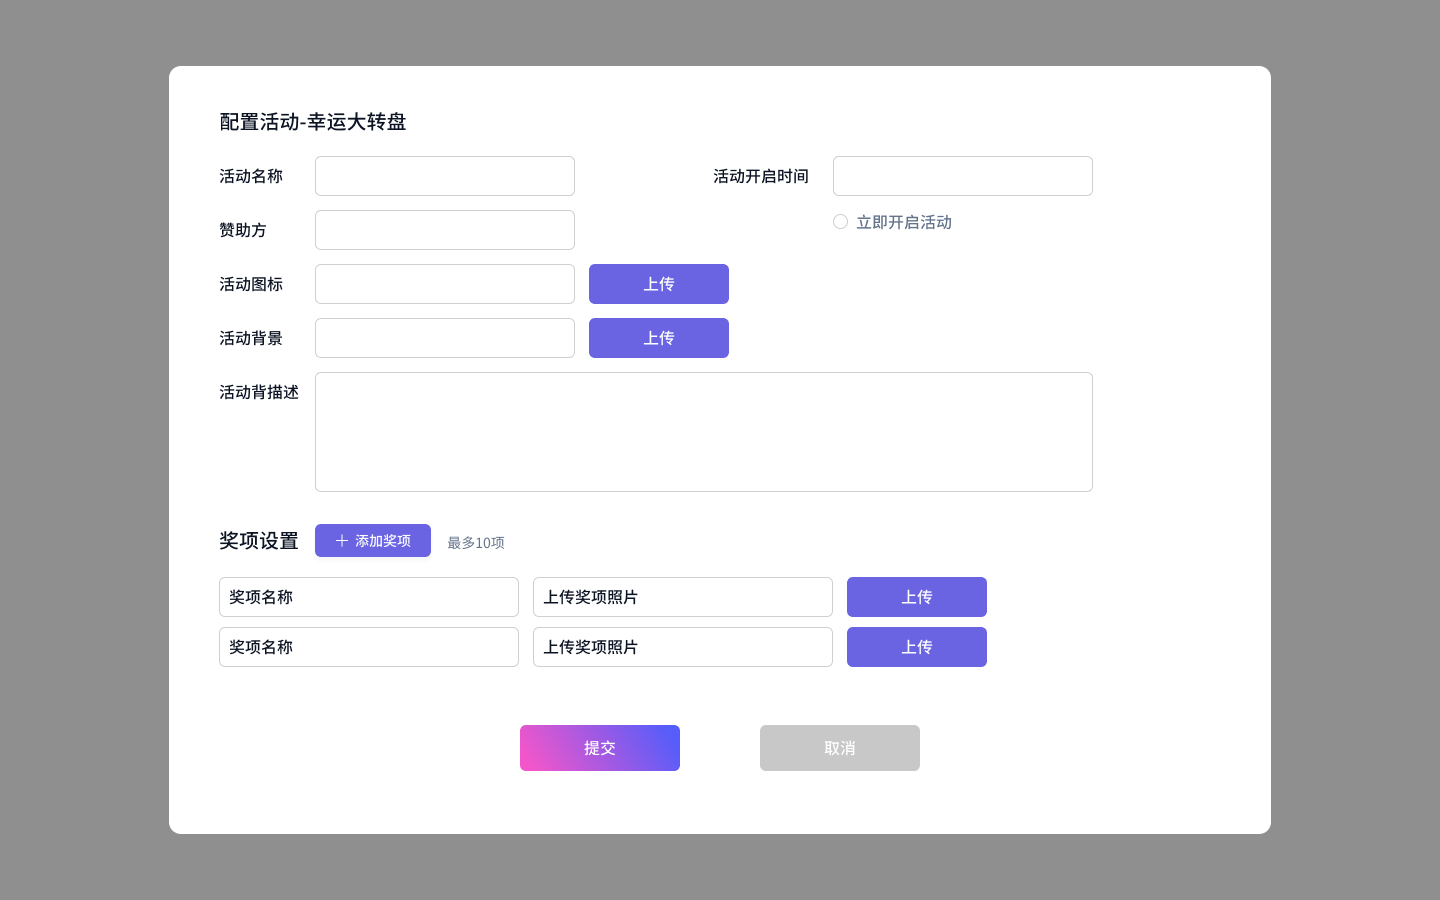 配置活动-幸运大转盘
活动名称
活动开启时间
赞助方
立即开启活动
活动图标
上传
活动背景
上传
活动背描述
奖项设置
添加奖项
最多10项
奖项名称
上传奖项照片
上传
奖项名称
上传奖项照片
上传
提交
取消